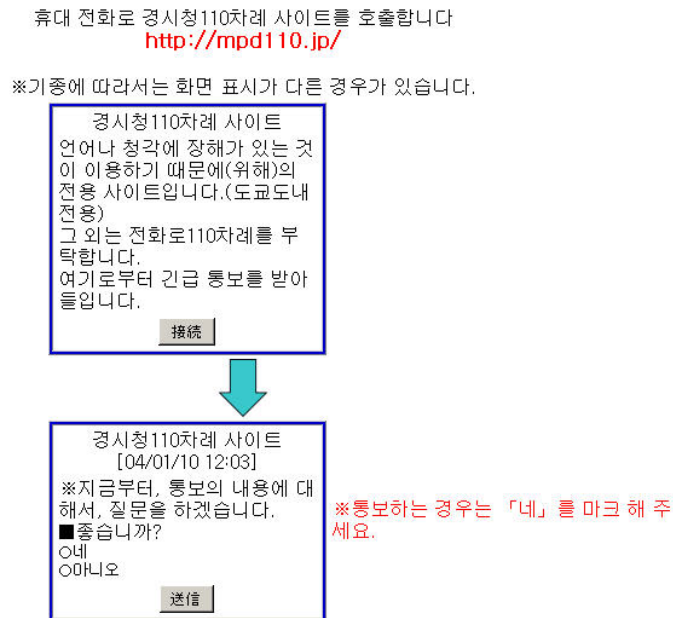 휴대 전화로 경시청110차례 사이트를 호출합니다
http://mpd110.jp/
※기종에 따라서는 화면 표시가 다른 경우가 있습니다.
경시청110차례 사이트
언어나 청각에 장해가 있는 것
이 이용하기 때문에(위해)의
전용 사이트입니다.(도쿄도내
전용)
그 외는 전화로110차례를 부
탁합니다.
여기로부터 긴급 통보를 받아
들입니다.
接続
경시청110차례 사이트
[04/01/10 12:03]
※지금부터, 통보의 내용에 대
해서, 질문을 하겠습니다.
■좋습니까?
○네
○아니오
送信
※통보하는 경우는 「네」를 마크 해 주
세요.